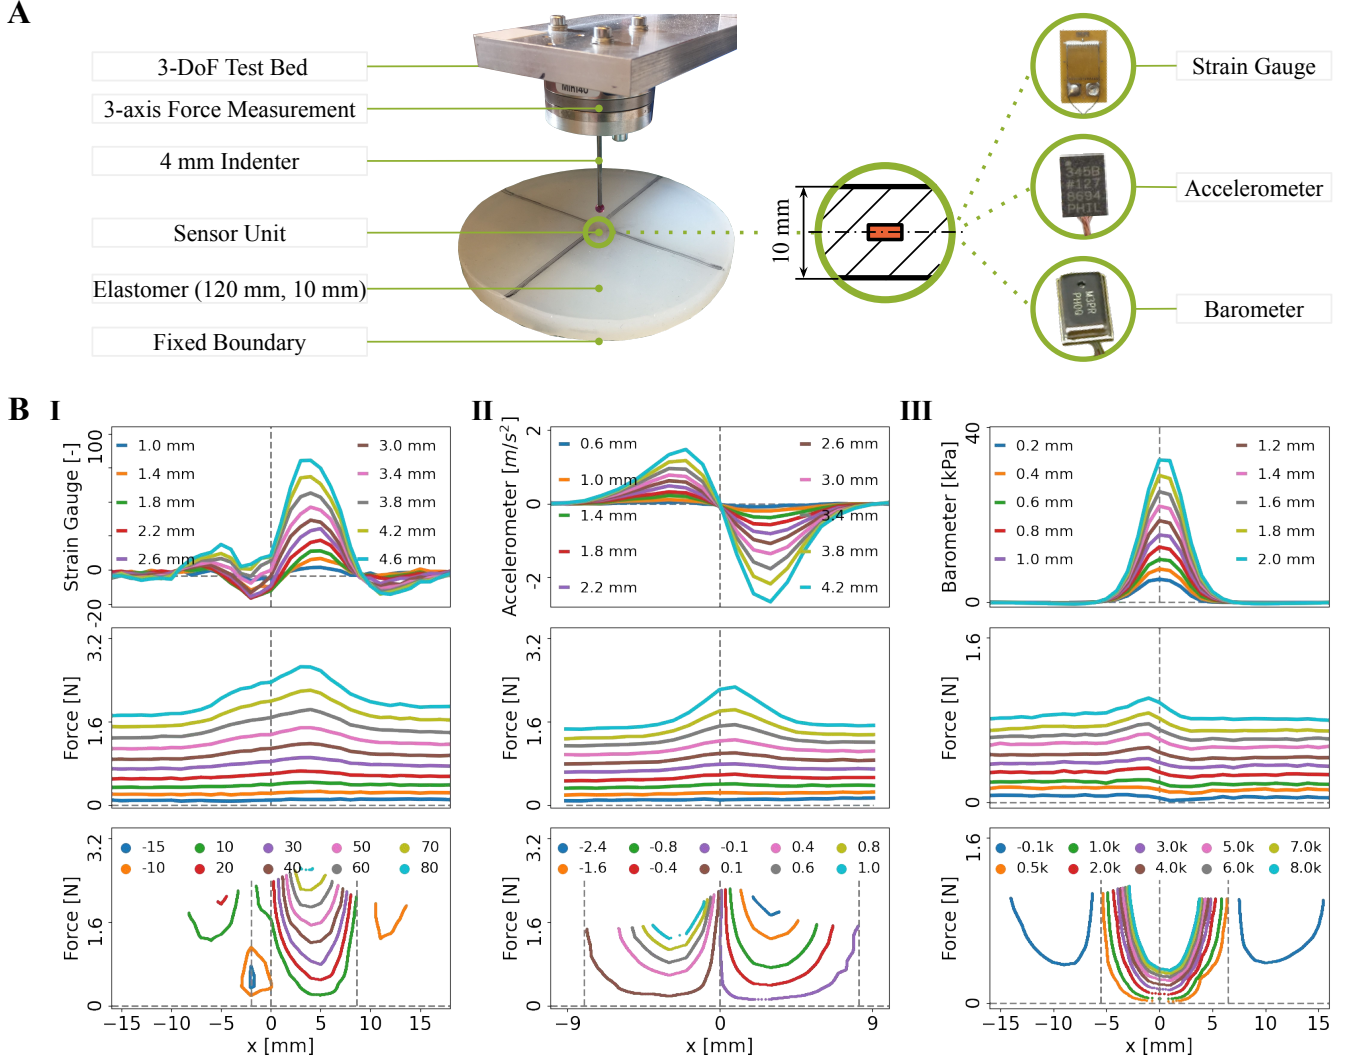 A
3-DoF Test Bed
3-axis Force Measurement
4 mm Indenter
Sensor Unit
Elastomer (120 mm, 10 mm)
Fixed Boundary
10 mm
345B
#127
8694
PHIL
M3PR
PHOG
Strain Gauge
Accelerometer
Barometer
B
I
Strain Gauge [-]
100
0
-20
1.0 mm
1.4 mm
1.8 mm
2.2 mm
2.6 mm
3.0 mm
3.4 mm
3.8 mm
4.2 mm
4.6 mm
Force [N]
3.2
1.6
0
Force [N]
3.2
1.6
0
-15
-10
10
20
30
40
50
60
70
80
−15 −10 −5 0 5 10 15
x [mm]
II
Accelerometer [m/s²]
2
0
2
0.6 mm
1.0 mm
1.4 mm
1.8 mm
2.2 mm
2.6 mm
3.0 mm
3.4 mm
3.8 mm
4.2 mm
Force [N]
3.2
1.6
0
Force [N]
3.2
1.6
0
-2.4
-1.6
-0.8
-0.4
-0.1
0.1
0.4
0.6
0.8
1.0
−9 0 9
x [mm]
III
Barometer [kPa]
40
0
0.2 mm
0.4 mm
0.6 mm
0.8 mm
1.0 mm
1.2 mm
1.4 mm
1.6 mm
1.8 mm
2.0 mm
Force [N]
1.6
0
Force [N]
1.6
0
-0.1k
0.5k
1.0k
2.0k
3.0k
4.0k
5.0k
6.0k
7.0k
8.0k
−15 −10 −5 0 5 10 15
x [mm]